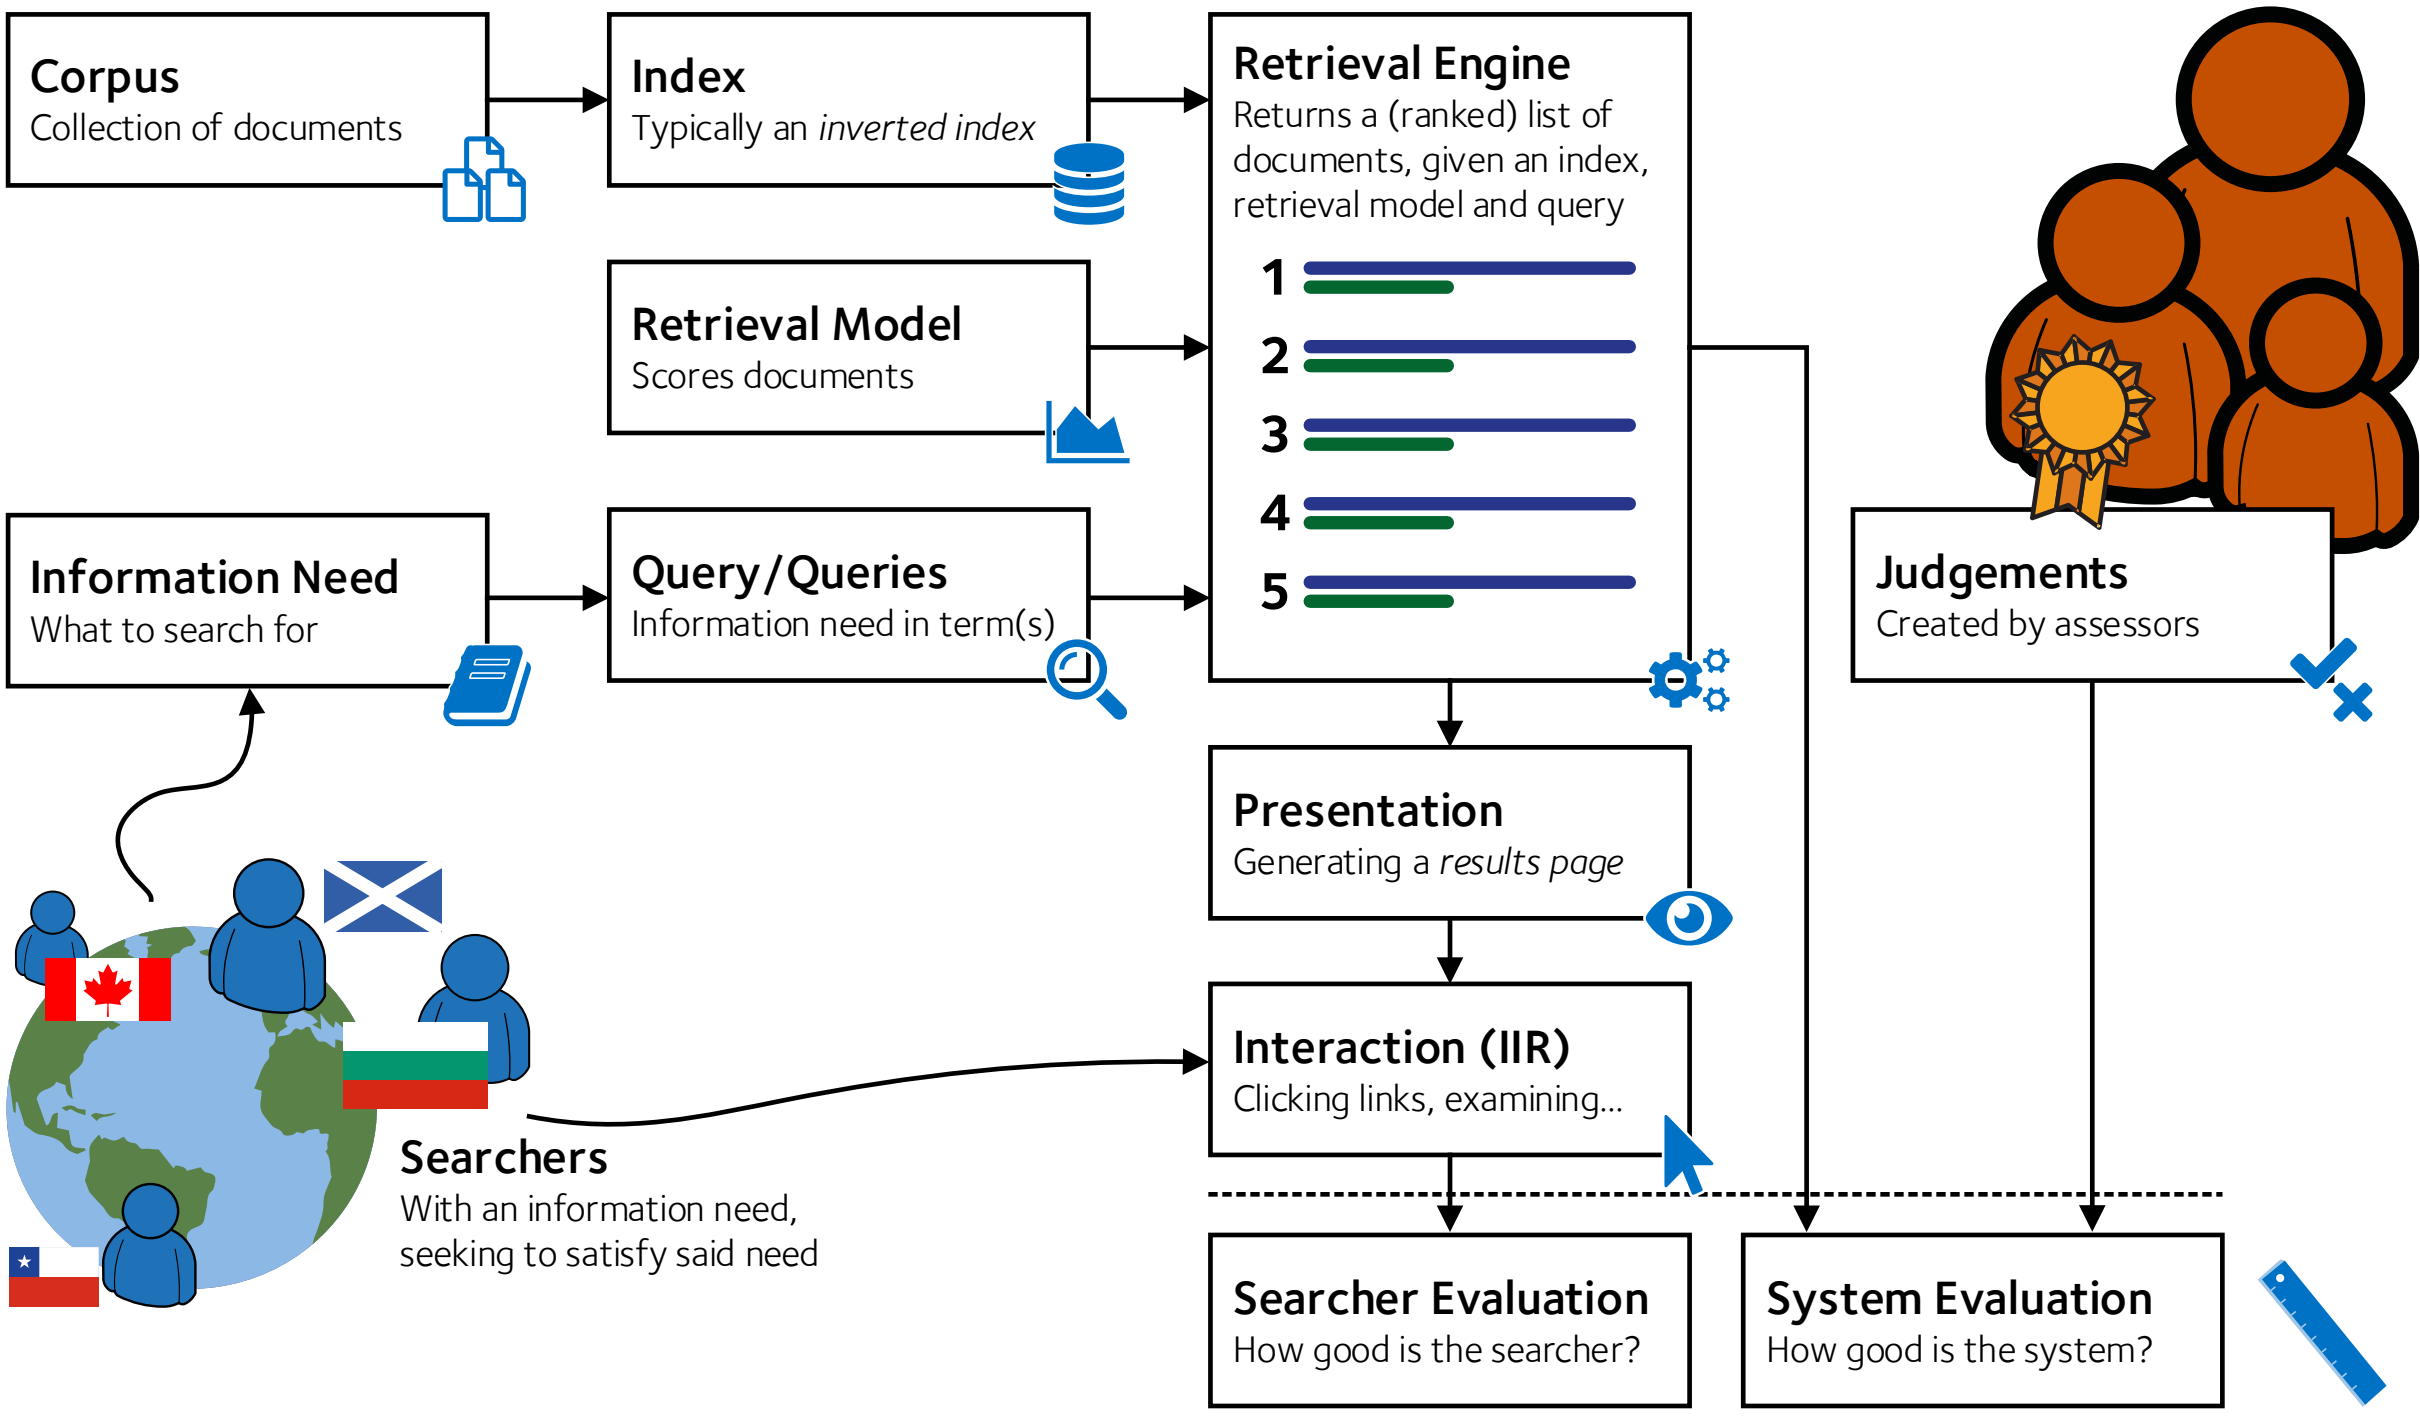 Corpus
Collection of documents
Index
Typically an inverted index
Retrieval Engine
Returns a (ranked) list of
documents, given an index,
retrieval model and query
1
2
3
4
5
Retrieval Model
Scores documents
Information Need
What to search for
Query/Queries
Information need in term(s)
Judgements
Created by assessors
Presentation
Generating a results page
Interaction (IIR)
Clicking links, examining...
Searchers
With an information need,
seeking to satisfy said need
Searcher Evaluation
How good is the searcher?
System Evaluation
How good is the system?